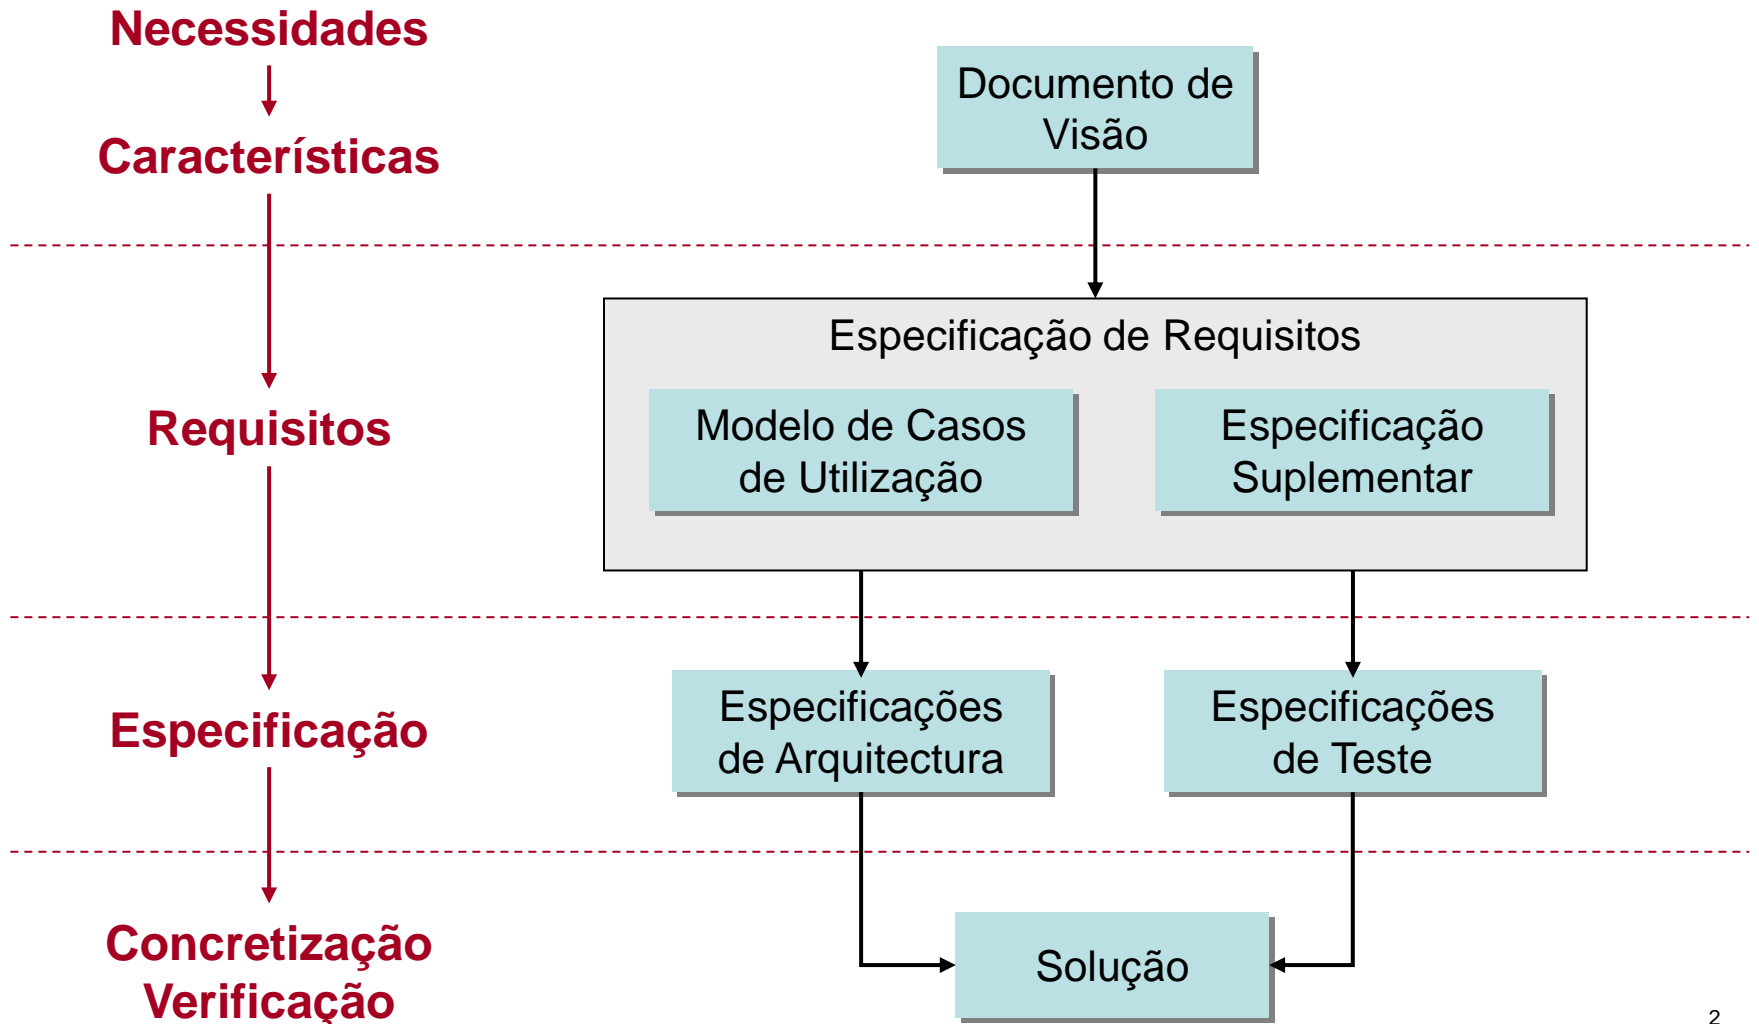 Necessidades
Documento de
Visão
Características
Especificação de Requisitos
Modelo de Casos
de Utilização
Especificação
Suplementar
Requisitos
Especificações
de Arquitectura
Especificações
de Teste
Especificação
Concretização
Verificação
Solução
2